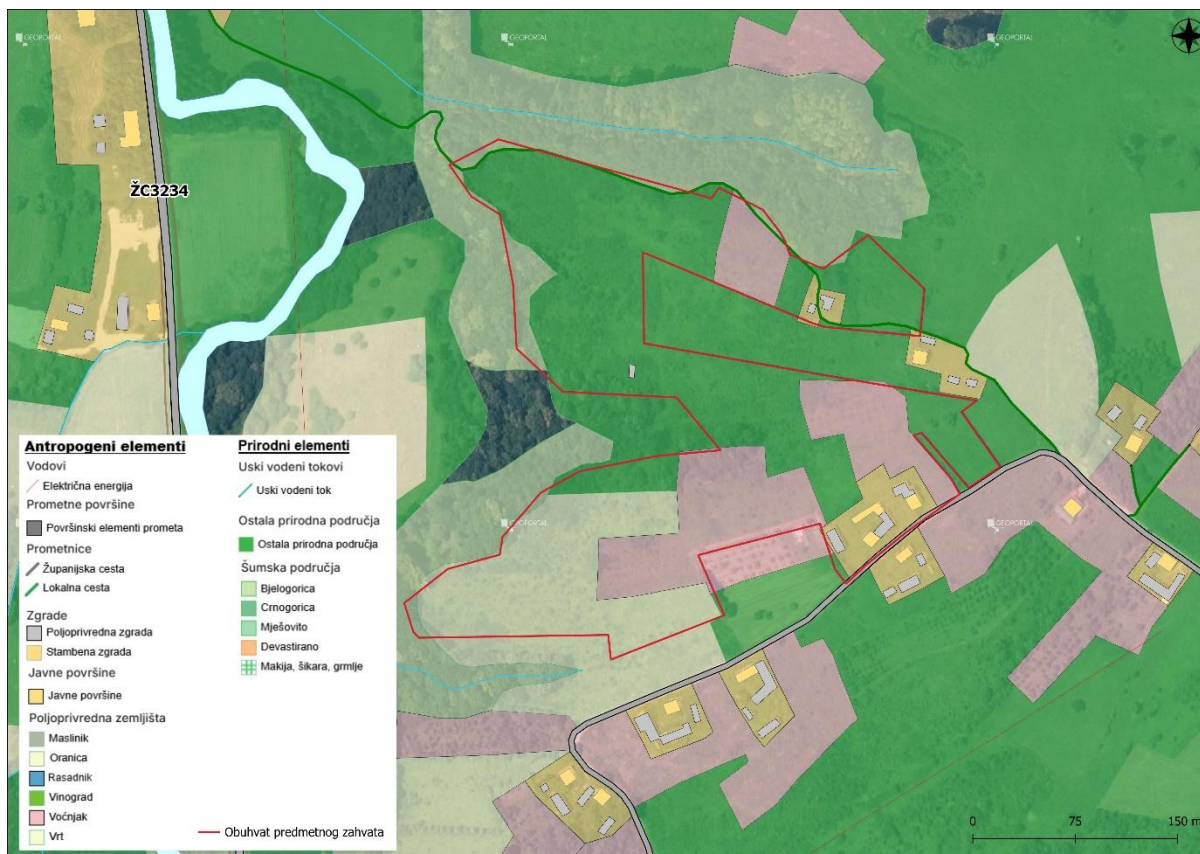 GEOPORTAL
GEOPORTAL
GEOPORTAL
ŽC3234
Antropogeni elementi
Vodovi
Električna energija
Prometne površine
Površinski elementi prometa
Prometnice
Županijska cesta
Lokalna cesta
Zgrade
Poljoprivredna zgrada
Stambena zgrada
Javne površine
Javne površine
Poljoprivredna zemljišta
Maslinik
Oranica
Rasadnik
Vinograd
Voćnjak
Vrt
Prirodni elementi
Uski vodeni tokovi
Uski vodeni tok
Ostala prirodna područja
Ostala prirodna područja
Šumska područja
Bjelogorica
Crnogorica
Mješovito
Devastirano
Makija, šikara, grmlje
Obuhvat predmetnog zahvata
GEOPORTAL
GEOPORTAL
0 75 150 m